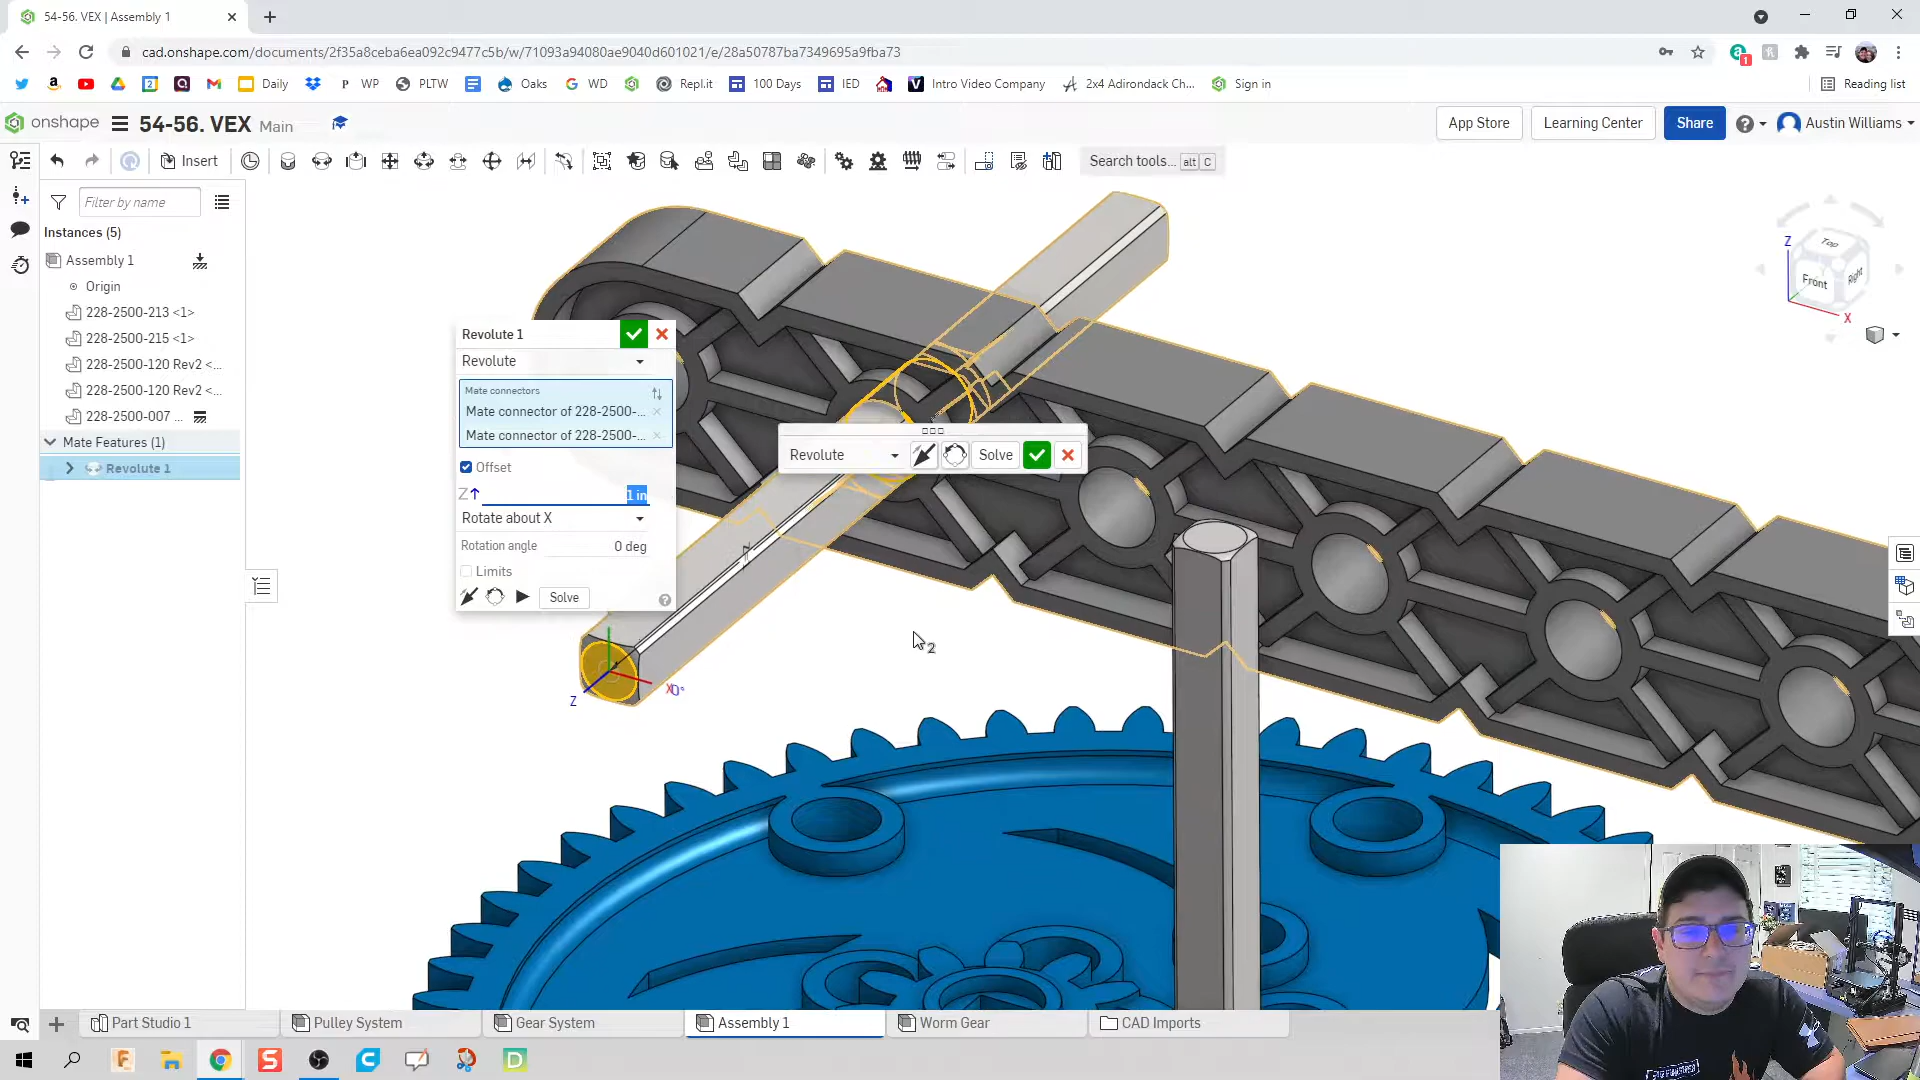 54-56. VEX | Assembly 1
cad.onshape.com/documents/2f35a8ceba6ea092c9477c5b/w/71093a94080ae9040d601021/e/28a50787ba7349695a9fba73
Daily
WP
PLTW
Oaks
WD
Repl.it
100 Days
IED
Intro Video Company
2x4 Adirondack Ch...
Sign in
Reading list
onshape
54-56. VEX Main
App Store
Learning Center
Share
Austin Williams
Insert
Search tools... alt C
Filter by name
Instances (5)
Assembly 1
Origin
228-2500-213 <1>
228-2500-215 <1>
228-2500-120 Rev2 <...
228-2500-120 Rev2 <...
228-2500-007 ...
Mate Features (1)
Revolute 1
Revolute 1
Revolute
Mate connectors
Mate connector of 228-2500-...
Mate connector of 228-2500-...
Offset
Z 1 in
Rotate about X
Rotation angle 0 deg
Limits
Solve
Revolute Solve
Z
X
0°
2
Z
Top
Front
Right
X
Part Studio 1
Pulley System
Gear System
Assembly 1
Worm Gear
CAD Imports